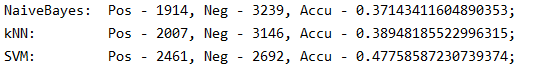 NaiveBayes: Pos - 1914, Neg - 3239, Accu - 0.37143411604890353;
kNN: Pos - 2007, Neg - 3146, Accu - 0.38948185522996315;
SVM: Pos - 2461, Neg - 2692, Accu - 0.47758587230739374;